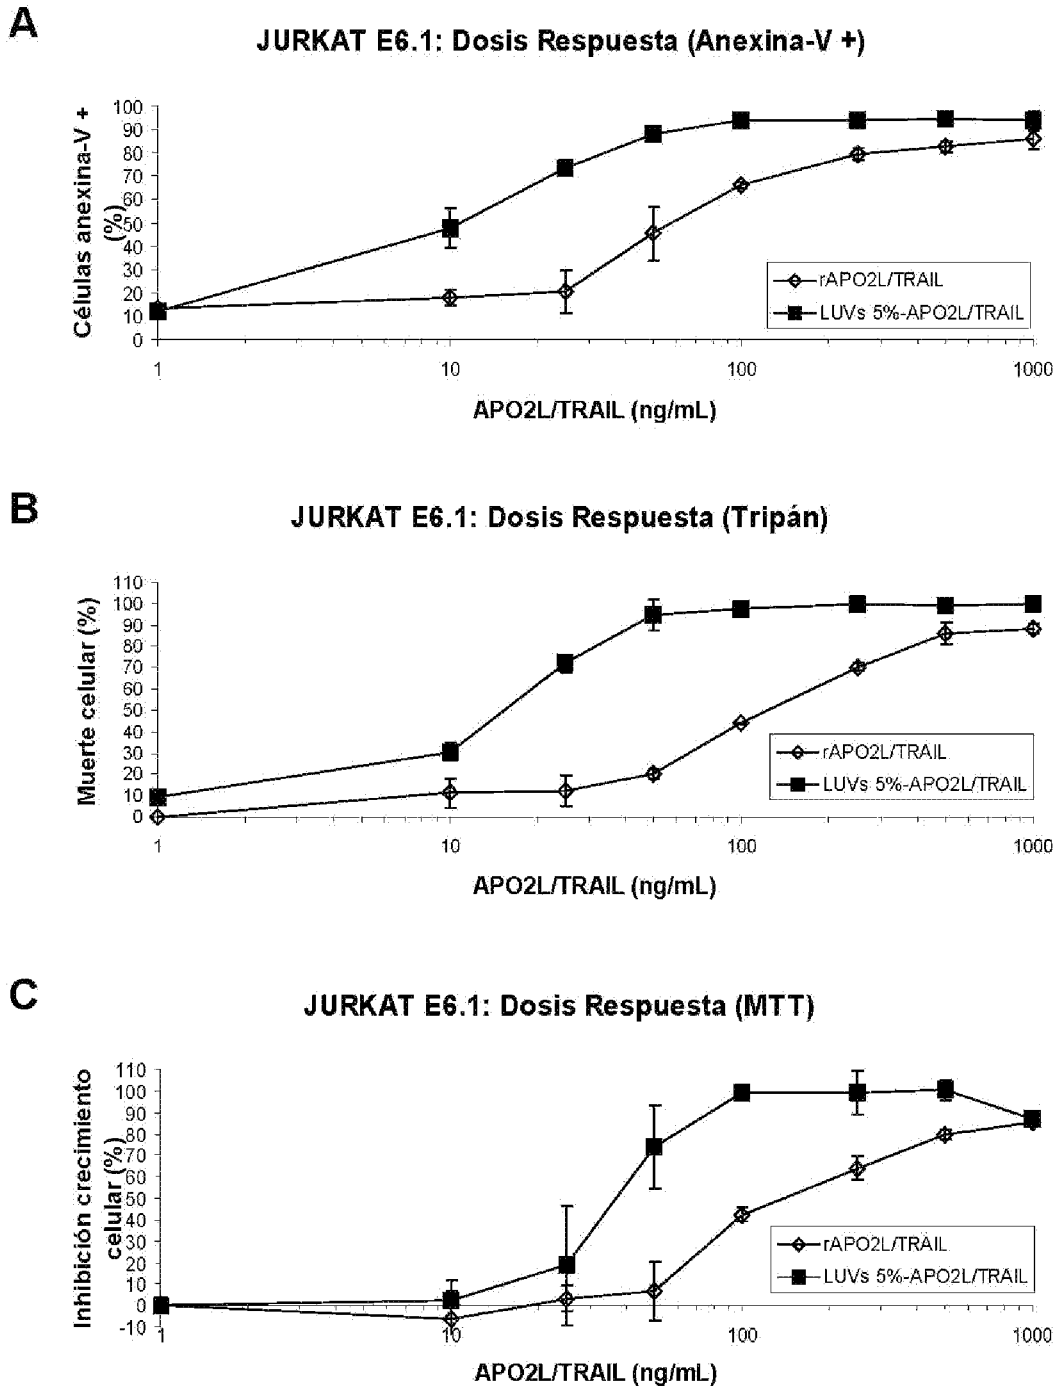 A
JURKAT E6.1: Dosis Respuesta (Anexina-V +)
Células anexina-V +
(%)
100
90
80
70
60
50
40
30
20
10
0
rAPO2L/TRAIL
LUVs 5%-APO2L/TRAIL
1 10 100 1000
APO2L/TRAIL (ng/mL)
B
JURKAT E6.1: Dosis Respuesta (Tripán)
Muerte celular (%)
110
100
90
80
70
60
50
40
30
20
10
0
rAPO2L/TRAIL
LUVs 5%-APO2L/TRAIL
1 10 100 1000
APO2L/TRAIL (ng/mL)
C
JURKAT E6.1: Dosis Respuesta (MTT)
Inhibición crecimiento
celular (%)
110
100
90
80
70
60
50
40
30
20
10
0
-10
rAPO2L/TRAIL
LUVs 5%-APO2L/TRAIL
1 10 100 1000
APO2L/TRAIL (ng/mL)